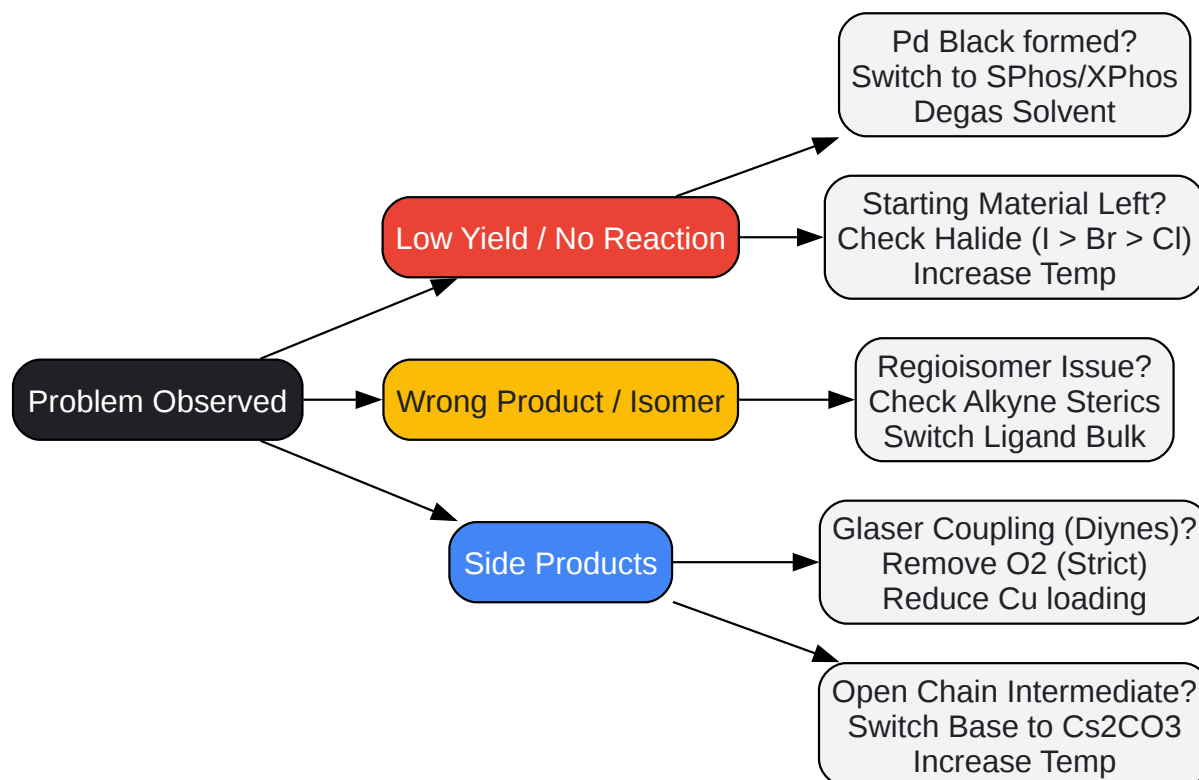 Problem Observed
Low Yield / No Reaction
Pd Black formed?
Switch to SPhos/XPhos
Degas Solvent
Starting Material Left?
Check Halide (I > Br > Cl)
Increase Temp
Wrong Product / Isomer
Regioisomer Issue?
Check Alkyne Sterics
Switch Ligand Bulk
Side Products
Glaser Coupling (Diynes)?
Remove O2 (Strict)
Reduce Cu loading
Open Chain Intermediate?
Switch Base to Cs2CO3
Increase Temp